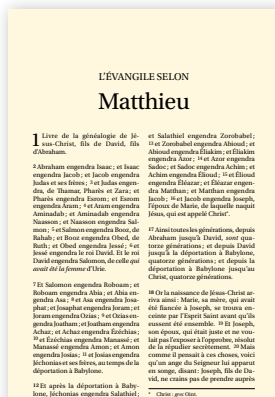 L'ÉVANGILE SELON
Matthieu
1 Livre de la généalogie de Jé-
sus-Christ, fils de David, fils
d'Abraham.
2 Abraham engendra Isaac ; et Isaac
engendra Jacob ; et Jacob engendra
Judas et ses frères ; 3 et Judas engen-
dra, de Thamar, Pharès et Zara ; et
Pharès engendra Esrom ; et Esrom
engendra Aram ; 4 et Aram engendra
Aminadab ; et Aminadab engendra
Naasson ; et Naasson engendra Sal-
mon ; 5 et Salmon engendra Booz, de
Rahab ; et Booz engendra Obed, de
Ruth ; et Obed engendra Jessé ; 6 et
Jessé engendra le roi David. Et le roi
David engendra Salomon, de celle qui
avait été la femme d'Urie.
7 Et Salomon engendra Roboam ; et
Roboam engendra Abia ; et Abia en-
gendra Asa ; 8 et Asa engendra Josa-
phat ; et Josaphat engendra Joram ; et
Joram engendra Ozias ; 9 et Ozias en-
gendra Joatham ; et Joatham engendra
Achaz ; et Achaz engendra Ézéchias ;
10 et Ézéchias engendra Manassé ; et
Manassé engendra Amon ; et Amon
engendra Josias ; 11 et Josias engendra
Jéchonias et ses frères, au temps de la
déportation à Babylone.
12 Et après la déportation à Baby-
lone, Jéchonias engendra Salathiel ;
et Salathiel engendra Zorobabel ;
13 et Zorobabel engendra Abioud ; et
Abioud engendra Éliakim ; et Éliakim
engendra Azor ; 14 et Azor engendra
Sadoc ; et Sadoc engendra Achim ; et
Achim engendra Élioud ; 15 et Élioud
engendra Éléazar ; et Éléazar engen-
dra Matthan ; et Matthan engendra
Jacob ; 16 et Jacob engendra Joseph,
l'époux de Marie, de laquelle naquit
Jésus, qui est appelé Christ*.
17 Ainsi toutes les générations, depuis
Abraham jusqu'à David, sont qua-
torze générations ; et depuis David
jusqu'à la déportation à Babylone,
quatorze générations ; et depuis la
déportation à Babylone jusqu'au
Christ, quatorze générations.
18 Or la naissance de Jésus-Christ ar-
riva ainsi : Marie, sa mère, qui avait
été fiancée à Joseph, se trouva en-
ceinte par l'Esprit Saint avant qu'ils
eussent été ensemble. 19 Et Joseph,
son époux, qui était juste et ne vou-
lait pas l'exposer à l'opprobre, résolut
de la répudier secrètement. 20 Mais
comme il pensait à ces choses, voici
qu'un ange du Seigneur lui apparut
en songe, disant : Joseph, fils de Da-
vid, ne crains pas de prendre auprès
* Christ : grec Oint.